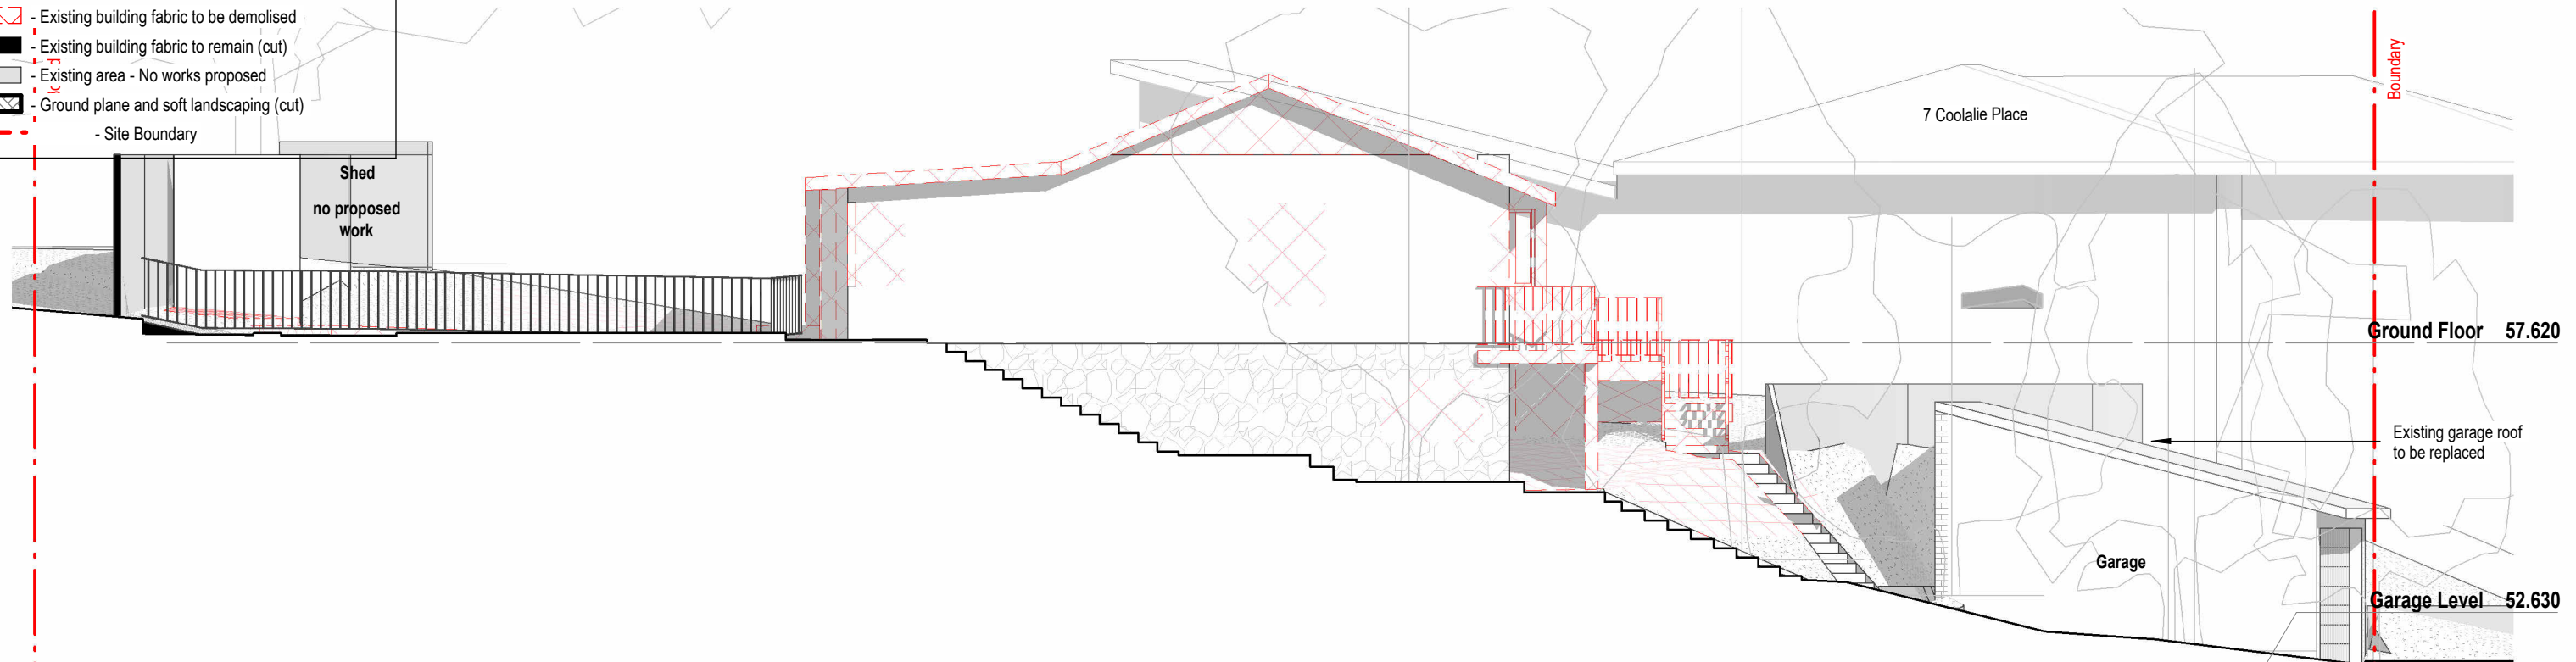 - Existing building fabric to be demolised
- Existing building fabric to remain (cut)
- Existing area - No works proposed
- Ground plane and soft landscaping (cut)
- Site Boundary
Shed
no proposed
work
7 Coolalie Place
Boundary
Ground Floor 57.620
Existing garage roof
to be replaced
Garage
Garage Level 52.630